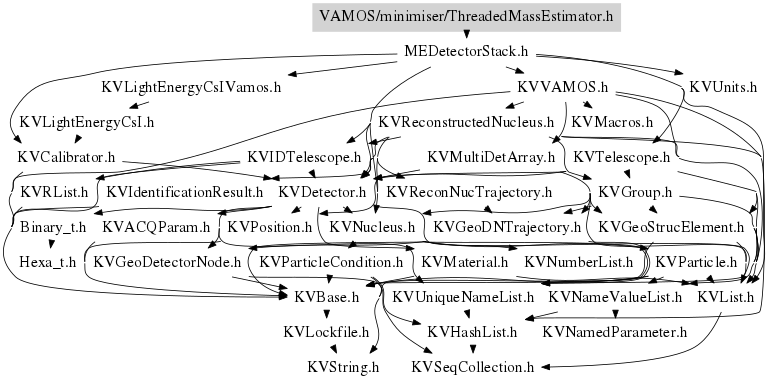 VAMOS/minimiser/ThreadedMassEstimator.h
MEDetectorStack.h
KVLightEnergyCsIVamos.h KVVAMOS.h KVUnits.h
KVLightEnergyCsI.h KVReconstructedNucleus.h KVMacros.h
KVCalibrator.h KVIDTelescope.h KVMultiDetArray.h KVTelescope.h
KVRList.h KVIdentificationResult.h KVDetector.h KVReconNucTrajectory.h KVGroup.h
Binary_t.h KVACQParam.h KVPosition.h KVNucleus.h KVGeoDNTrajectory.h KVGeoStrucElement.h
Hexa_t.h KVGeoDetectorNode.h KVParticleCondition.h KVMaterial.h KVNumberList.h KVParticle.h
KVBase.h KVUniqueNameList.h KVNameValueList.h KVList.h
KVLockfile.h KVHashList.h KVNamedParameter.h
KVString.h KVSeqCollection.h